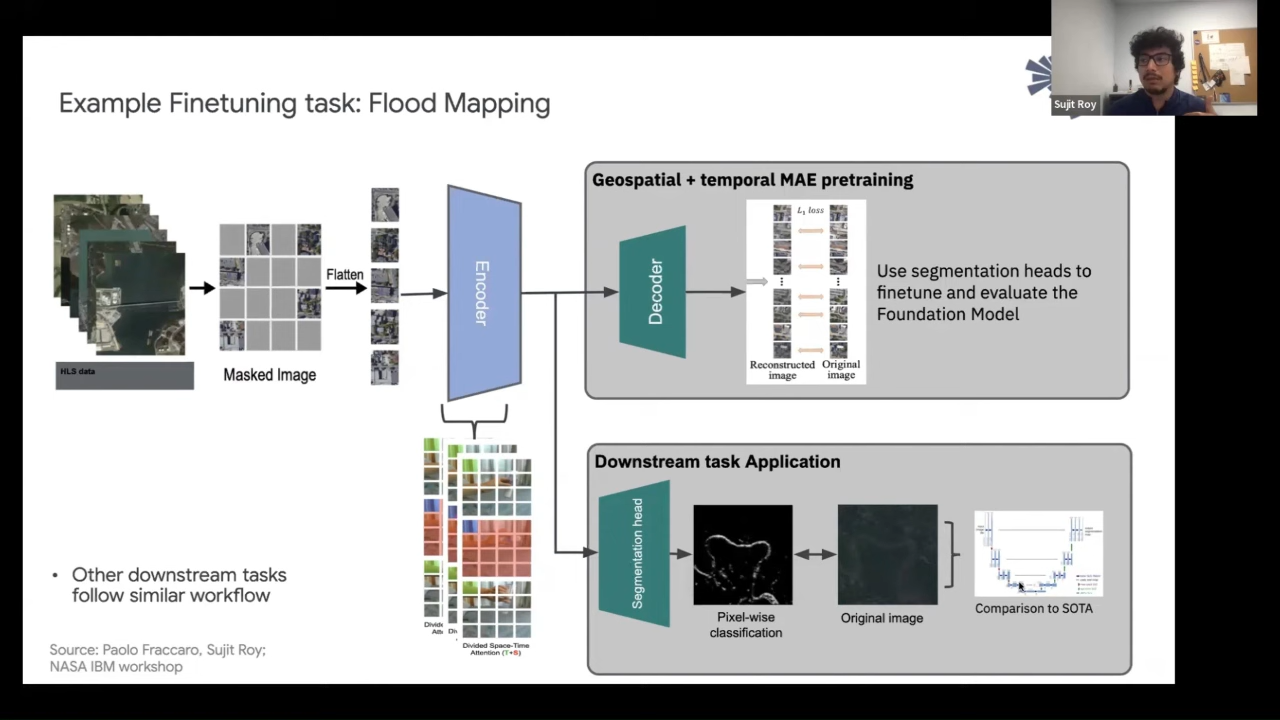 Sujit Roy
Example Finetuning task: Flood Mapping
HLS data
Masked Image
Flatten
Encoder
Geospatial + temporal MAE pretraining
Decoder
L₁ loss
Reconstructed
image
Original
image
Use segmentation heads to
finetune and evaluate the
Foundation Model
Divided Space-Time
Attention (T+S)
Downstream task Application
Segmentation head
Pixel-wise
classification
Original image
Comparison to SOTA
• Other downstream tasks
follow similar workflow
Source: Paolo Fraccaro, Sujit Roy;
NASA IBM workshop